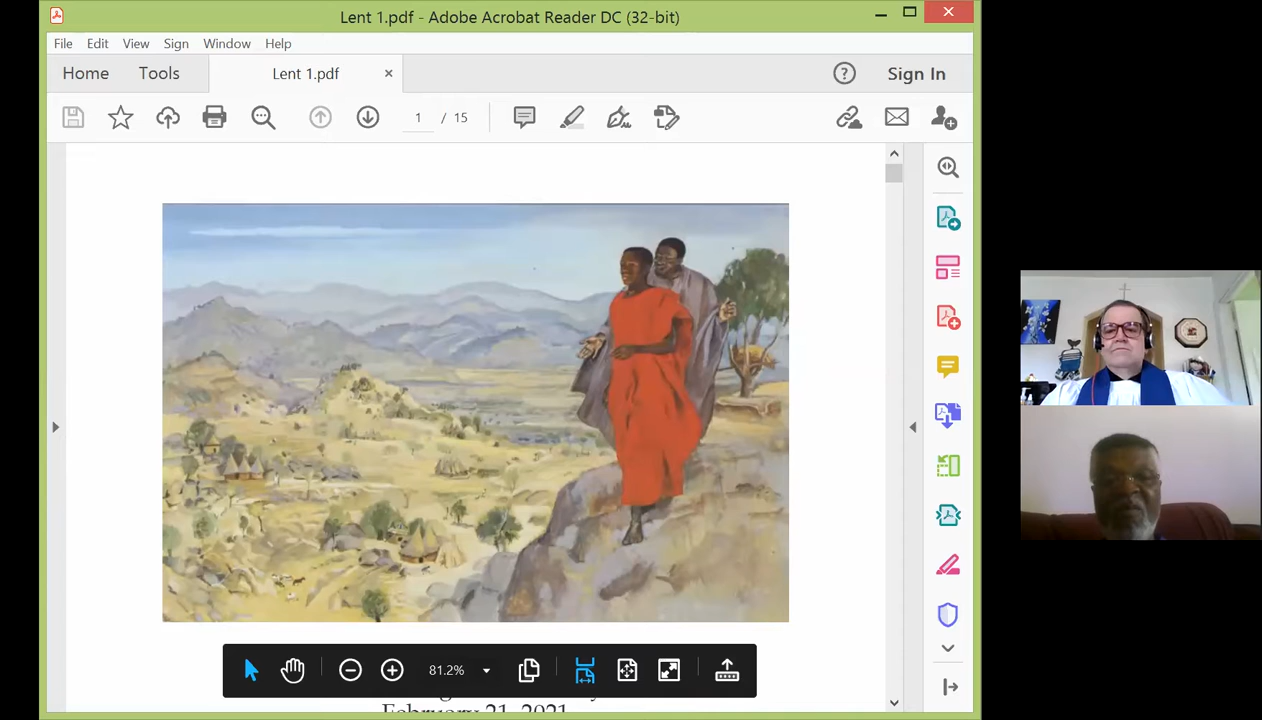 Lent 1.pdf - Adobe Acrobat Reader DC (32-bit)
File Edit View Sign Window Help
Home Tools Lent 1.pdf × Sign In
1 / 15
81.2%
February 21, 2021